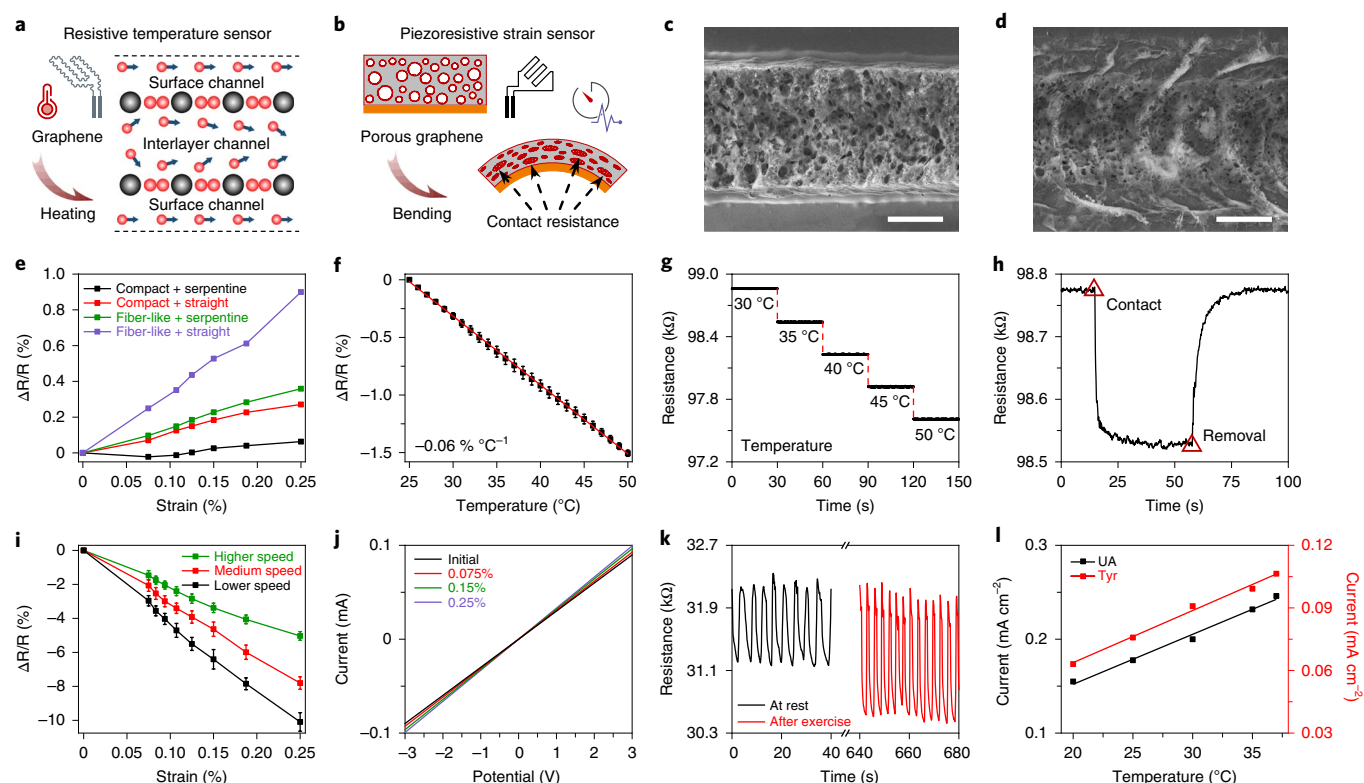 a
Resistive temperature sensor
Surface channel
Graphene
Interlayer channel
Surface channel
Heating
b
Piezoresistive strain sensor
Porous graphene
Bending
Contact resistance
c
d
e
ΔR/R (%)
1.0
0.8
0.6
0.4
0.2
0
Compact + serpentine
Compact + straight
Fiber-like + serpentine
Fiber-like + straight
0 0.05 0.10 0.15 0.20 0.25
Strain (%)
f
ΔR/R (%)
0
−0.5
−1.0
−1.5
−0.06 % °C⁻¹
25 30 35 40 45 50
Temperature (°C)
g
Resistance (kΩ)
99.0
98.4
97.8
97.2
30 °C
35 °C
40 °C
45 °C
50 °C
Temperature
0 30 60 90 120 150
Time (s)
h
Resistance (kΩ)
98.8
98.7
98.6
98.5
Contact
Removal
0 25 50 75 100
Time (s)
i
ΔR/R (%)
0
−2
−4
−6
−8
−10
Higher speed
Medium speed
Lower speed
0 0.05 0.10 0.15 0.20 0.25
Strain (%)
j
Current (mA)
0.1
0
−0.1
Initial
0.075%
0.15%
0.25%
−3 −2 −1 0 1 2 3
Potential (V)
k
Resistance (kΩ)
32.7
31.9
31.1
30.3
At rest
After exercise
0 20 40 640 660 680
Time (s)
l
Current (mA cm⁻²)
0.3
0.2
0.1
UA
Tyr
0.12
0.09
0.06
0.03
Current (mA cm⁻²)
20 25 30 35
Temperature (°C)